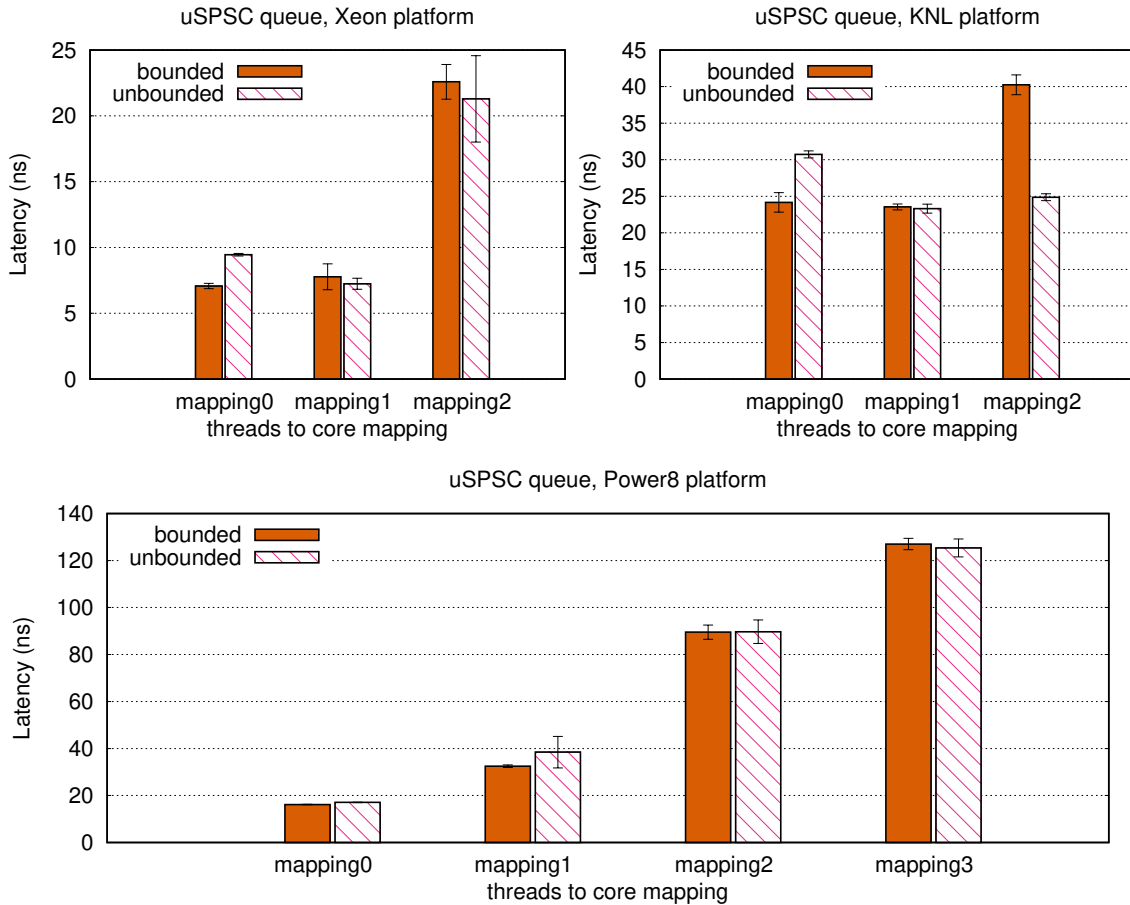 uSPSC queue, Xeon platform
25
20
15
10
5
0
Latency (ns)
bounded
unbounded
mapping0 mapping1 mapping2
threads to core mapping
uSPSC queue, KNL platform
45
40
35
30
25
20
15
10
5
0
Latency (ns)
bounded
unbounded
mapping0 mapping1 mapping2
threads to core mapping
uSPSC queue, Power8 platform
140
120
100
80
60
40
20
0
Latency (ns)
bounded
unbounded
mapping0 mapping1 mapping2 mapping3
threads to core mapping